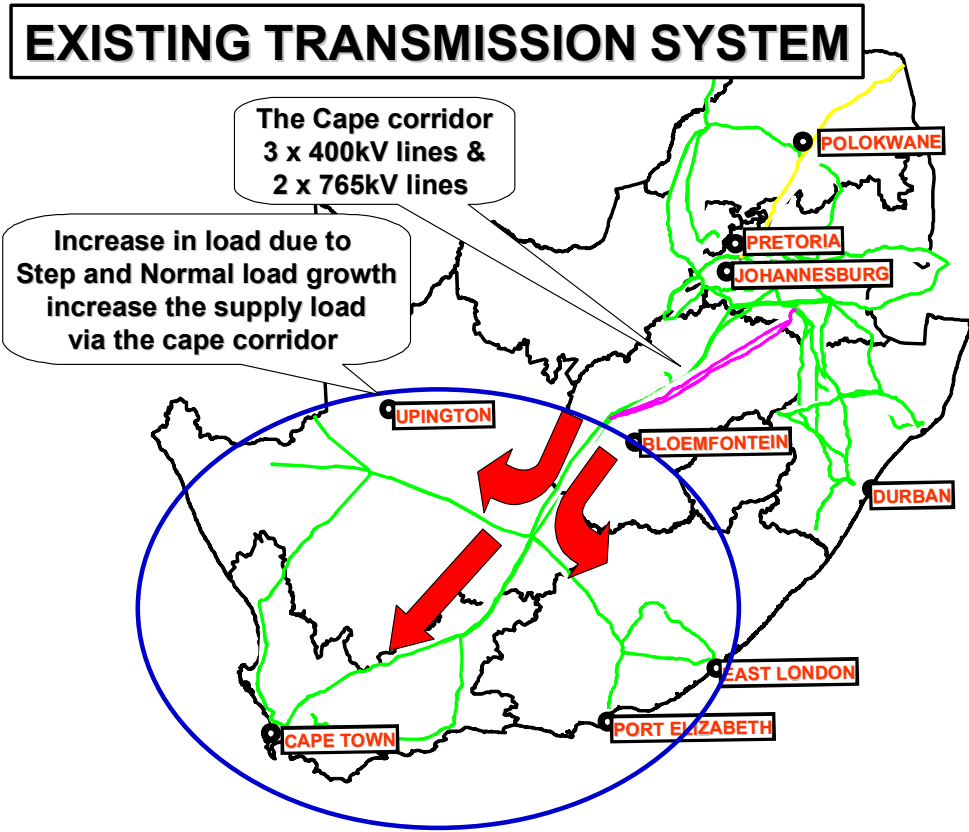 EXISTING TRANSMISSION SYSTEM
The Cape corridor
3 x 400kV lines &
2 x 765kV lines
POLOKWANE
Increase in load due to
Step and Normal load growth
increase the supply load
via the cape corridor
PRETORIA
JOHANNESBURG
UPINGTON
BLOEMFONTEIN
DURBAN
EAST LONDON
PORT ELIZABETH
CAPE TOWN